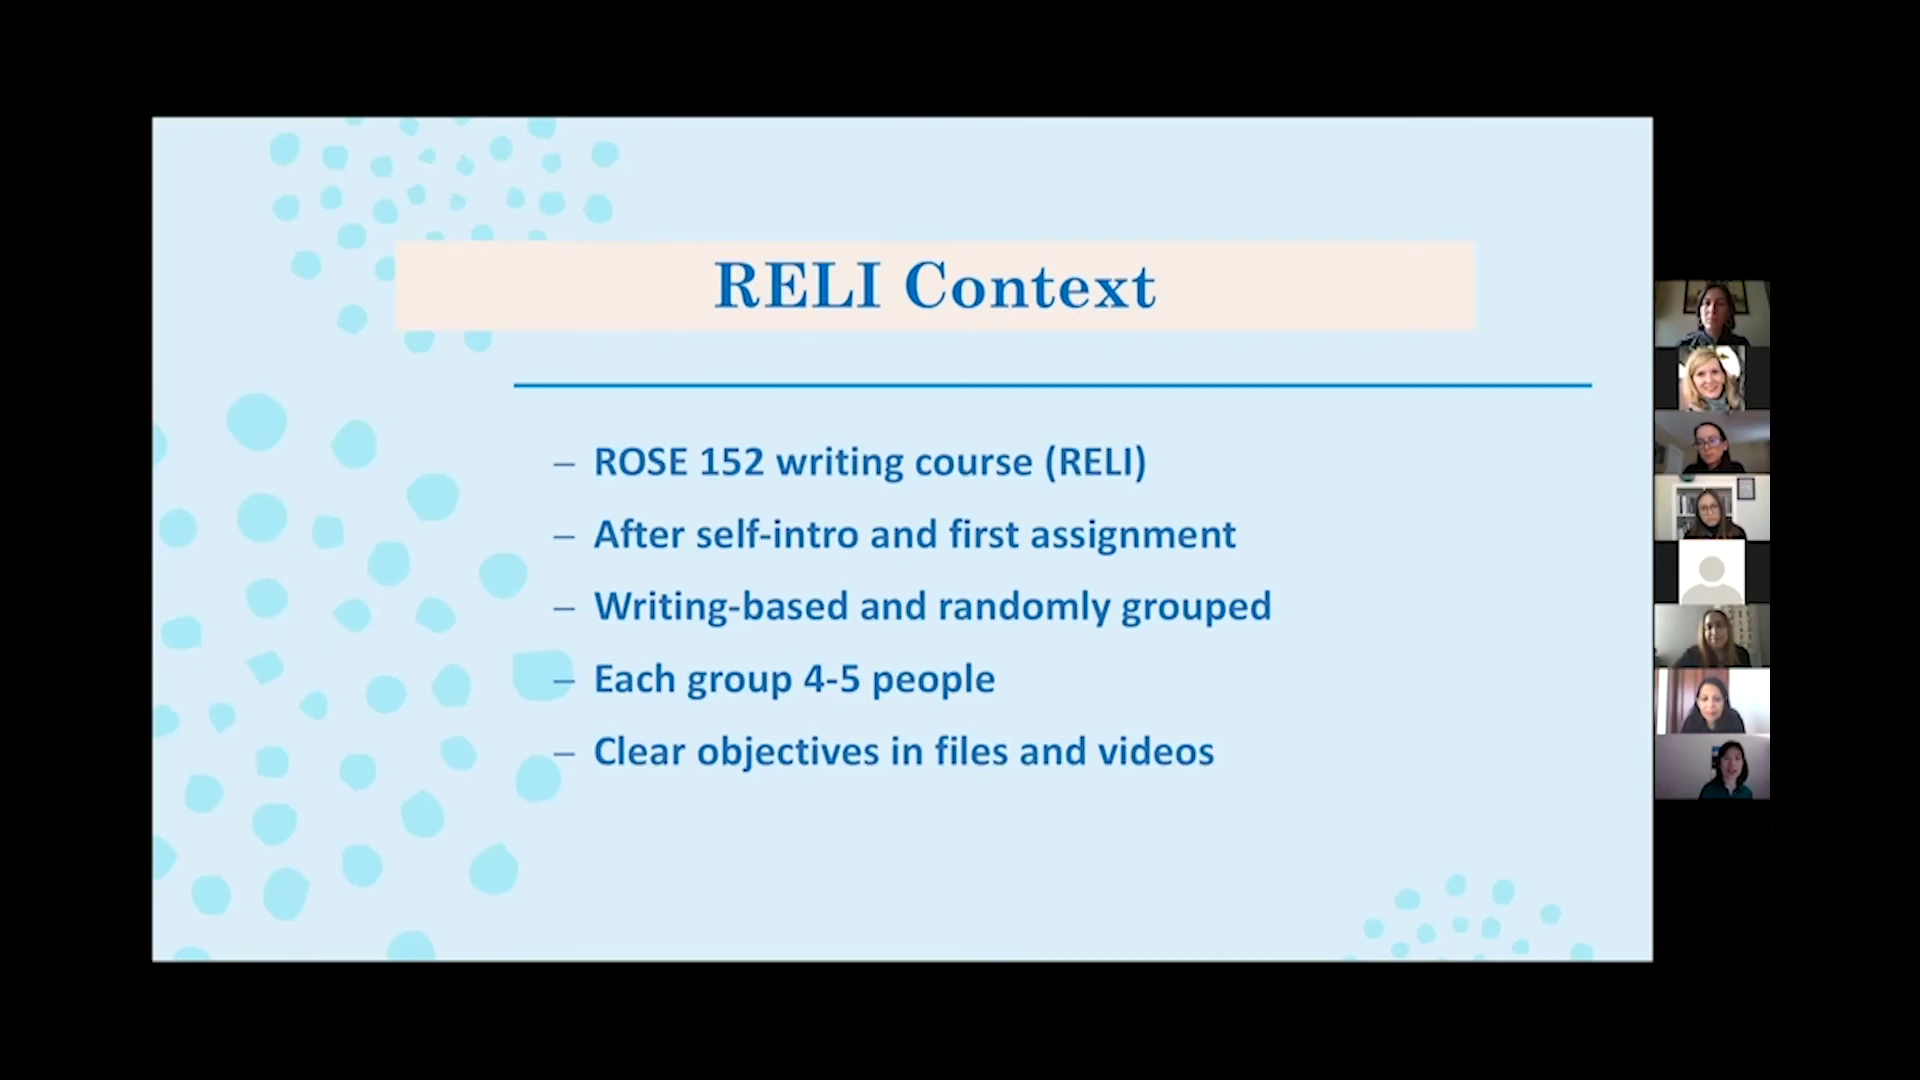 RELI Context
– ROSE 152 writing course (RELI)
– After self-intro and first assignment
– Writing-based and randomly grouped
– Each group 4-5 people
– Clear objectives in files and videos